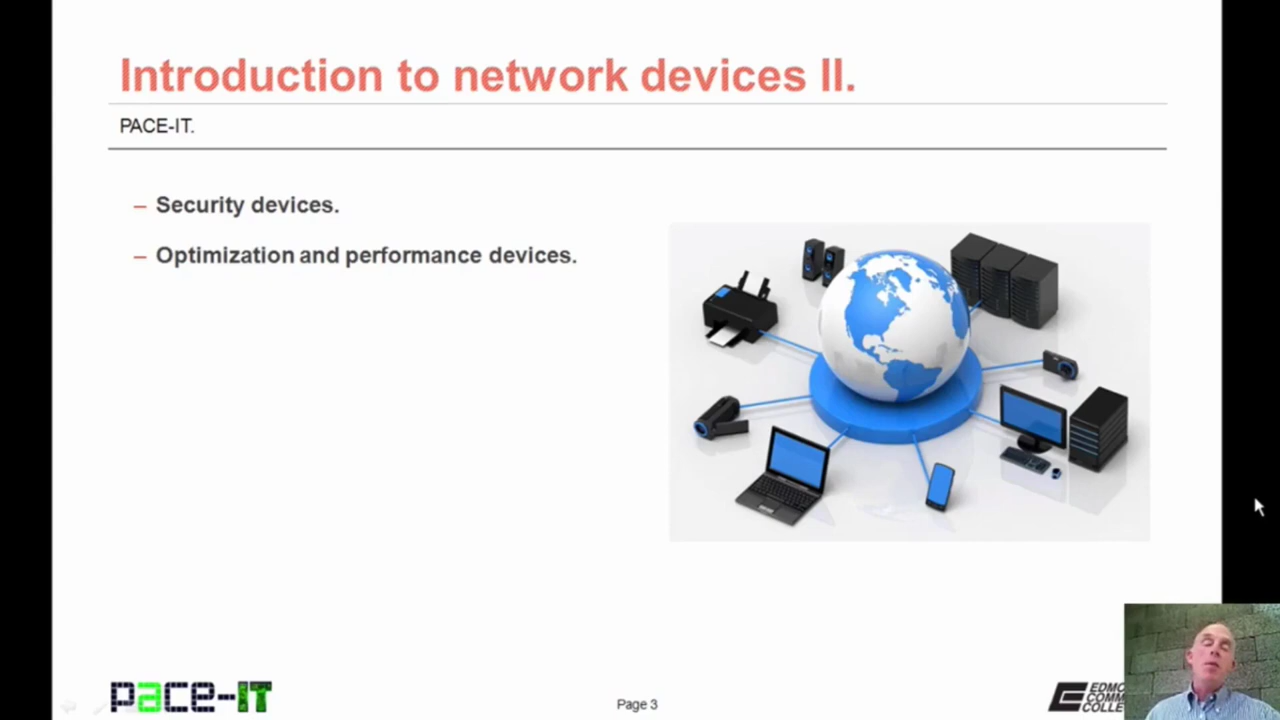 Introduction to network devices II.
PACE-IT.
– Security devices.
– Optimization and performance devices.
pace-IT
Page 3